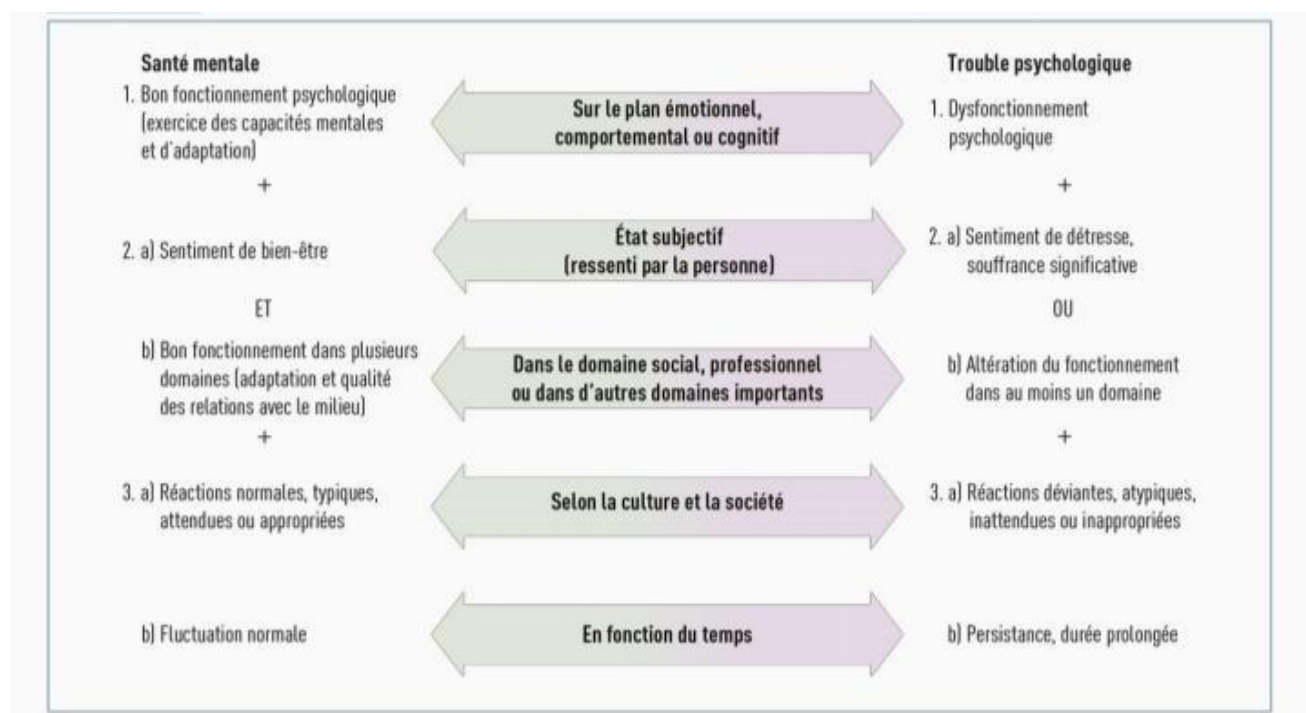 Santé mentale
1. Bon fonctionnement psychologique
(exercice des capacités mentales
et d'adaptation)
+
2. a) Sentiment de bien-être
ET
b) Bon fonctionnement dans plusieurs
domaines (adaptation et qualité
des relations avec le milieu)
+
3. a) Réactions normales, typiques,
attendues ou appropriées
b) Fluctuation normale
Sur le plan émotionnel,
comportemental ou cognitif
État subjectif
(ressenti par la personne)
Dans le domaine social, professionnel
ou dans d'autres domaines importants
Selon la culture et la société
En fonction du temps
Trouble psychologique
1. Dysfonctionnement
psychologique
+
2. a) Sentiment de détresse,
souffrance significative
OU
b) Altération du fonctionnement
dans au moins un domaine
+
3. a) Réactions déviantes, atypiques,
inattendues ou inappropriées
b) Persistance, durée prolongée